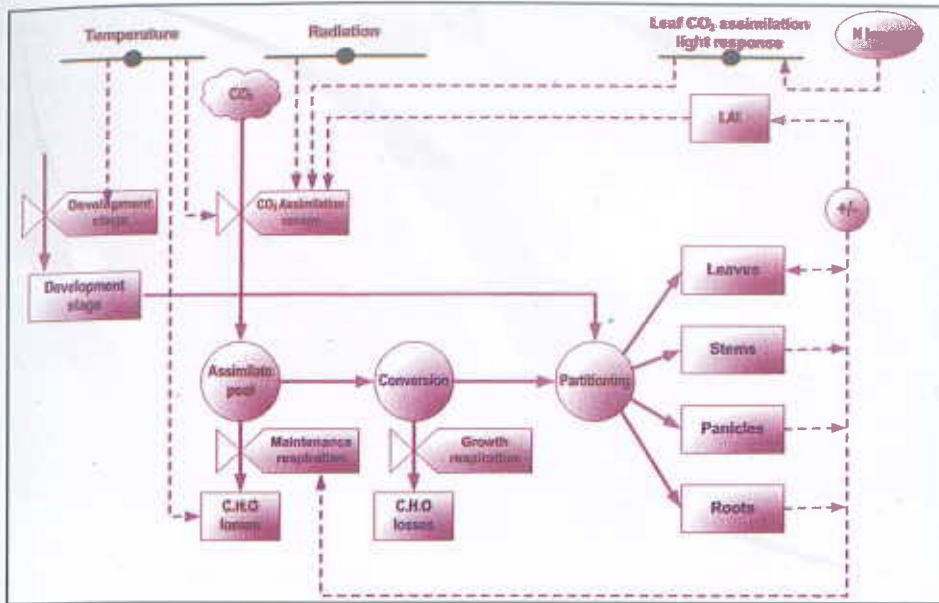 Temperature
Radiation
Leaf CO₂ assimilation
light response
CO₂
LAI
Development
stage
CO₂ Assimilation
+/-
Development
stage
Leaves
Stems
Assimilate
pool
Conversion
Partitioning
Panicles
Maintenance
respiration
Growth
respiration
Roots
C.H.O
losses
C.H.O
losses